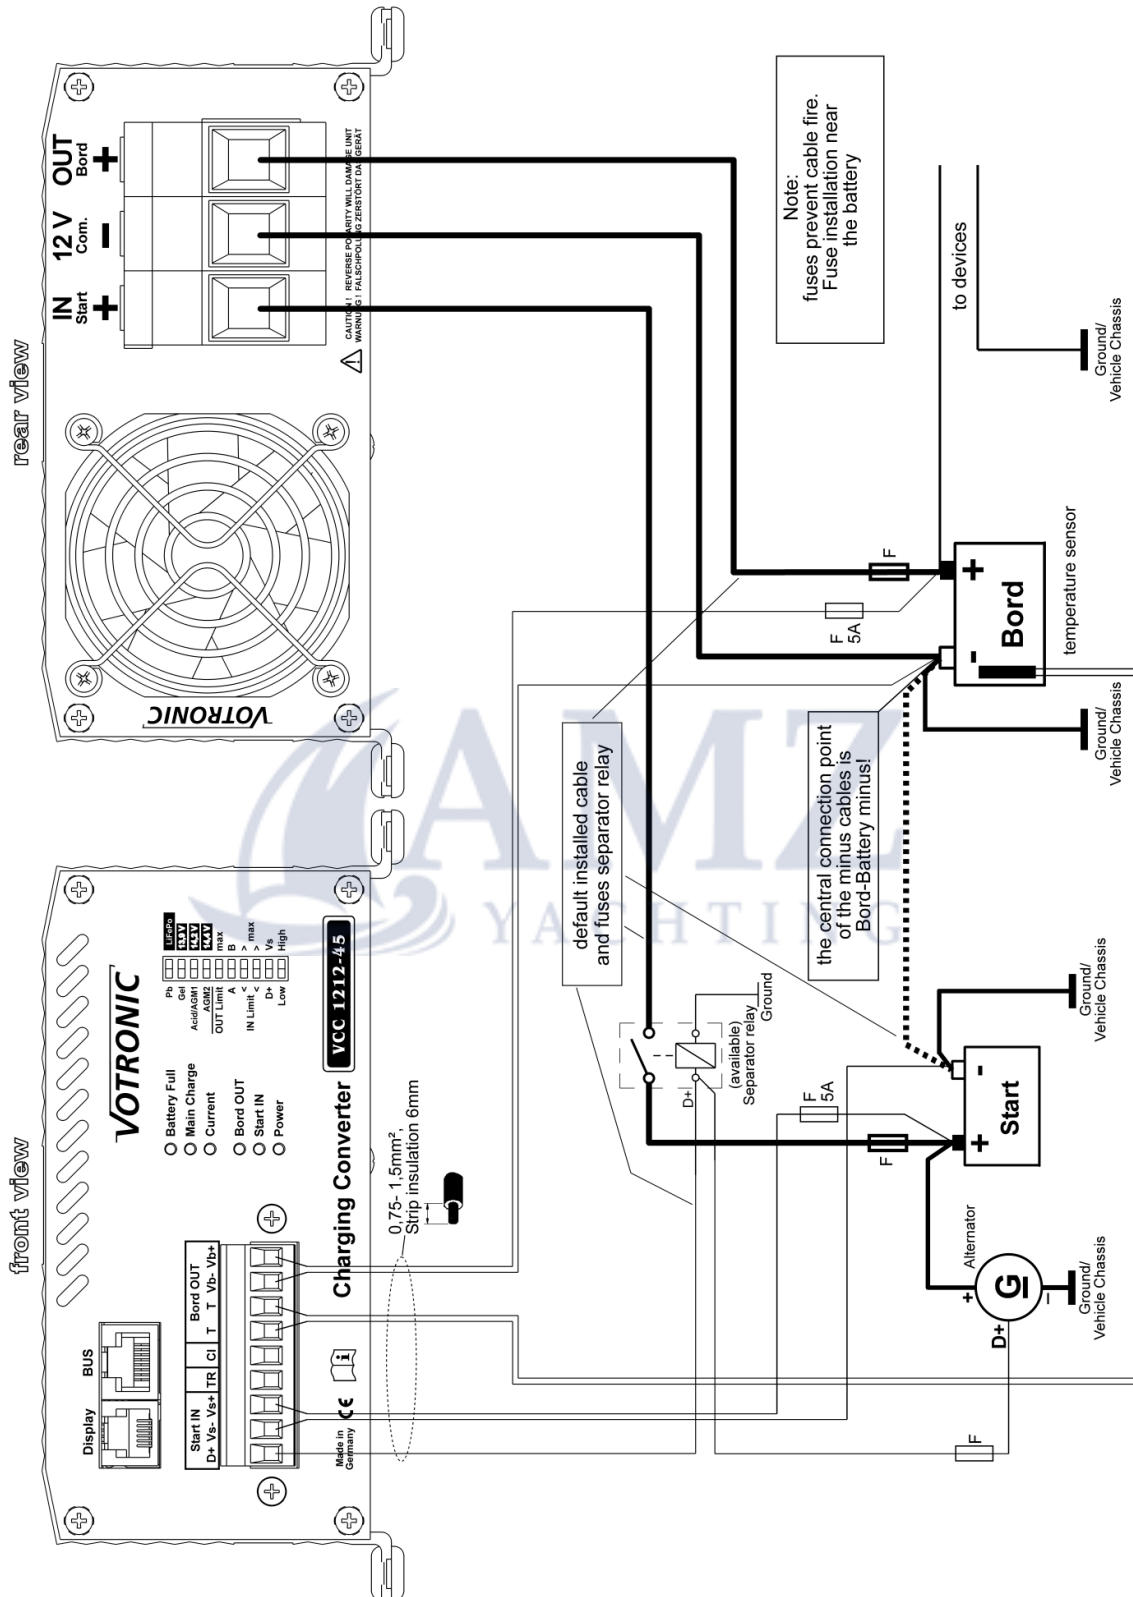 rear view
IN
Start
+
12 V
Com.
−
OUT
Bord
+
CAUTION ! REVERSE POLARITY WILL DAMAGE UNIT
WARNUNG ! FALSCHPOLUNG ZERSTÖRT DAS GERÄT
VOTRONIC
front view
Display
BUS
Start IN
TR
CI
Bord OUT
D+ Vs- Vs+
T
T Vb- Vb+
Made in
Germany
CE
i
Charging Converter
VCC 1212-45
VOTRONIC
Battery Full
Main Charge
Current
Bord OUT
Start IN
Power
Pb
LiFePo
Gel
Acid/AGM1
AGM2
OUT Limit
max
A
B
<
>
IN Limit
<
> max
D+
Vs
Low
High
0,75- 1,5mm²,
Strip insulation 6mm
default installed cable
and fuses separator relay
the central connection point
of the minus cables is
Bord-Battery minus!
Note:
fuses prevent cable fire.
Fuse installation near
the battery
to devices
Ground/
Vehicle Chassis
F
F
5A
+
-
Bord
temperature sensor
Ground/
Vehicle Chassis
D+
(available)
Separator relay
Ground
F
F
5A
+
-
Start
Ground/
Vehicle Chassis
Alternator
+
G
−
D+
Ground/
Vehicle Chassis
F
AMZ
YACHTING